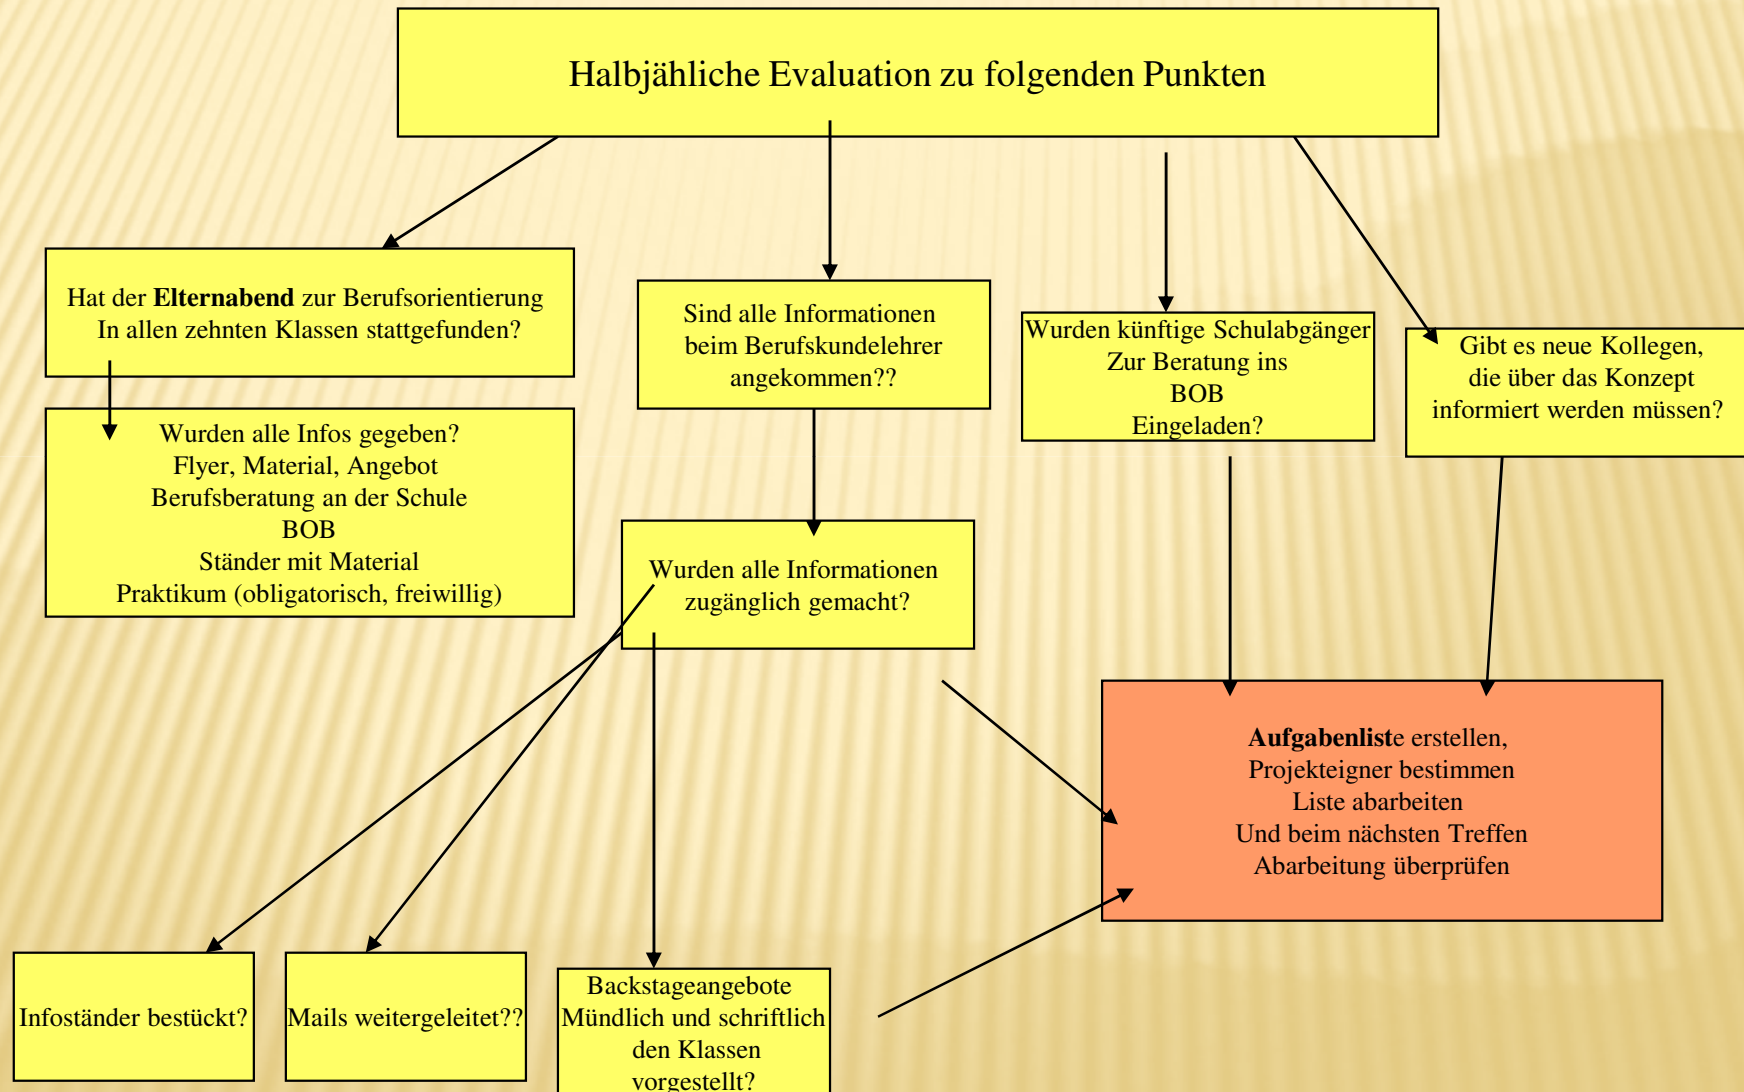 Halbjähliche Evaluation zu folgenden Punkten
Hat der Elternabend zur Berufsorientierung
In allen zehnten Klassen stattgefunden?
Sind alle Informationen
beim Berufskundelehrer
angekommen??
Wurden künftige Schulabgänger
Zur Beratung ins
BOB
Eingeladen?
Gibt es neue Kollegen,
die über das Konzept
informiert werden müssen?
Wurden alle Infos gegeben?
Flyer, Material, Angebot
Berufsberatung an der Schule
BOB
Ständer mit Material
Praktikum (obligatorisch, freiwillig)
Wurden alle Informationen
zugänglich gemacht?
Aufgabenliste erstellen,
Projekteigner bestimmen
Liste abarbeiten
Und beim nächsten Treffen
Abarbeitung überprüfen
Infoständer bestückt?
Mails weitergeleitet??
Backstageangebote
Mündlich und schriftlich
den Klassen
vorgestellt?